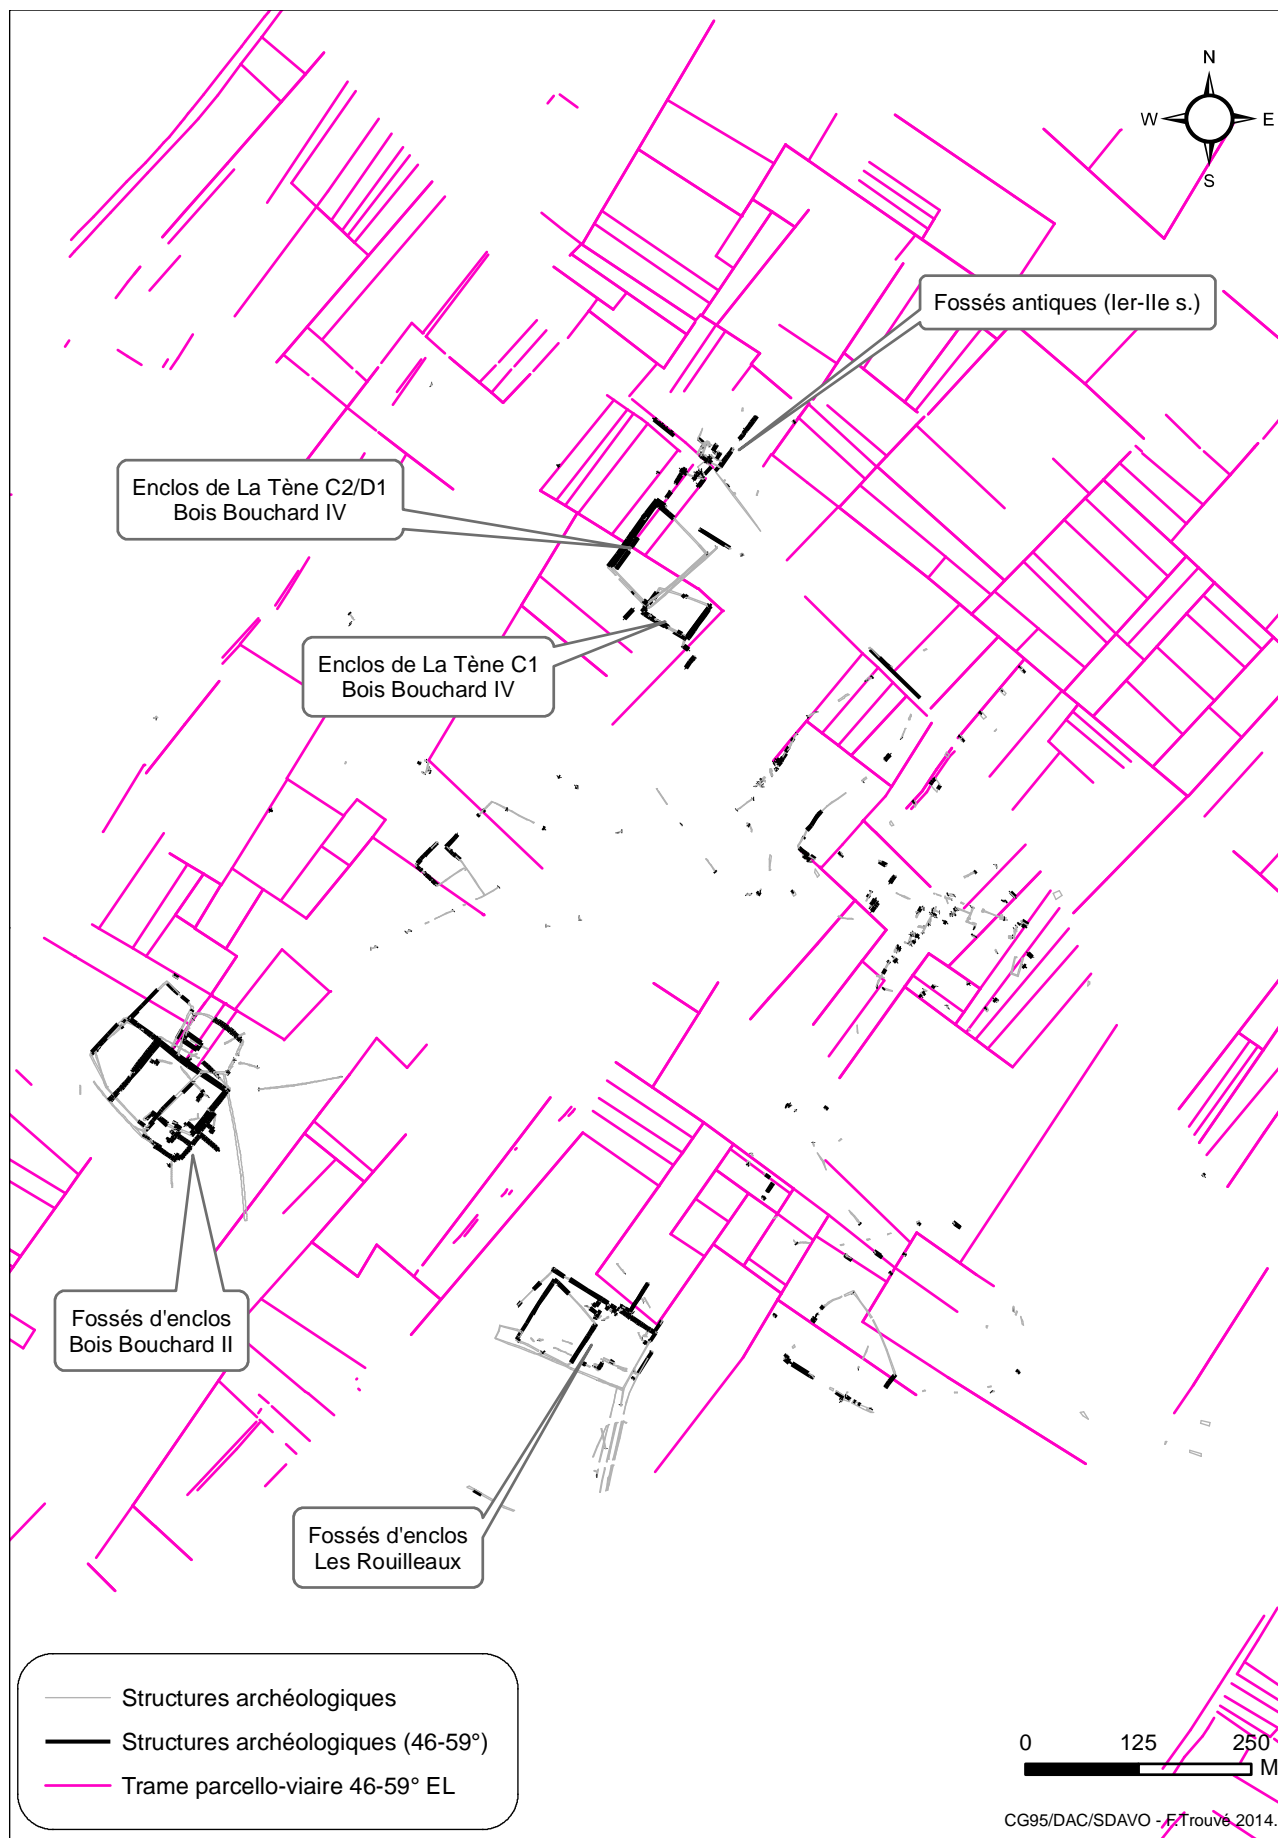 N
W E
S
Fossés antiques (Ier-IIe s.)
Enclos de La Tène C2/D1
Bois Bouchard IV
Enclos de La Tène C1
Bois Bouchard IV
Fossés d'enclos
Bois Bouchard II
Fossés d'enclos
Les Rouilleaux
Structures archéologiques
Structures archéologiques (46-59°)
Trame parcello-viaire 46-59° EL
0 125 250
M
CG95/DAC/SDAVO - F.Trouvé 2014.